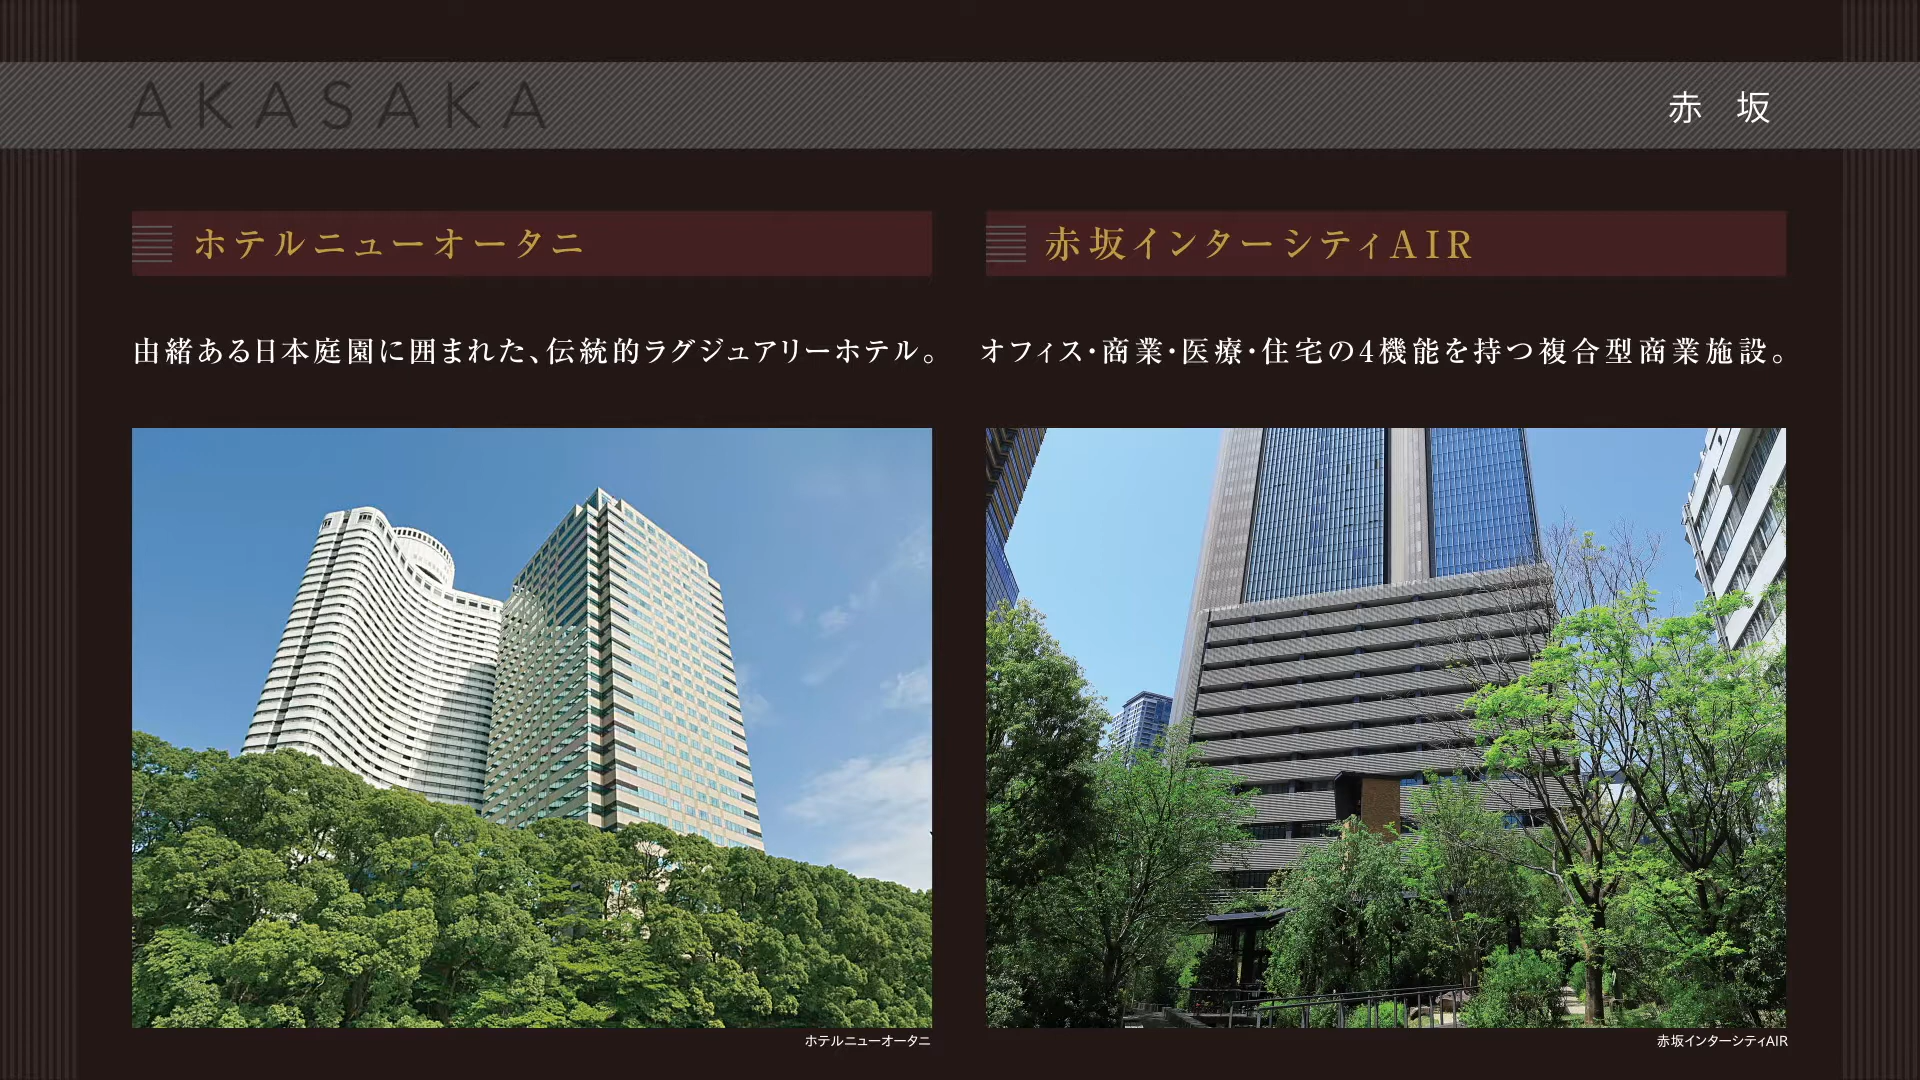 AKASAKA
赤 坂
ホテルニューオータニ
由緒ある日本庭園に囲まれた、伝統的ラグジュアリーホテル。
ホテルニューオータニ
赤坂インターシティAIR
オフィス・商業・医療・住宅の4機能を持つ複合型商業施設。
赤坂インターシティAIR